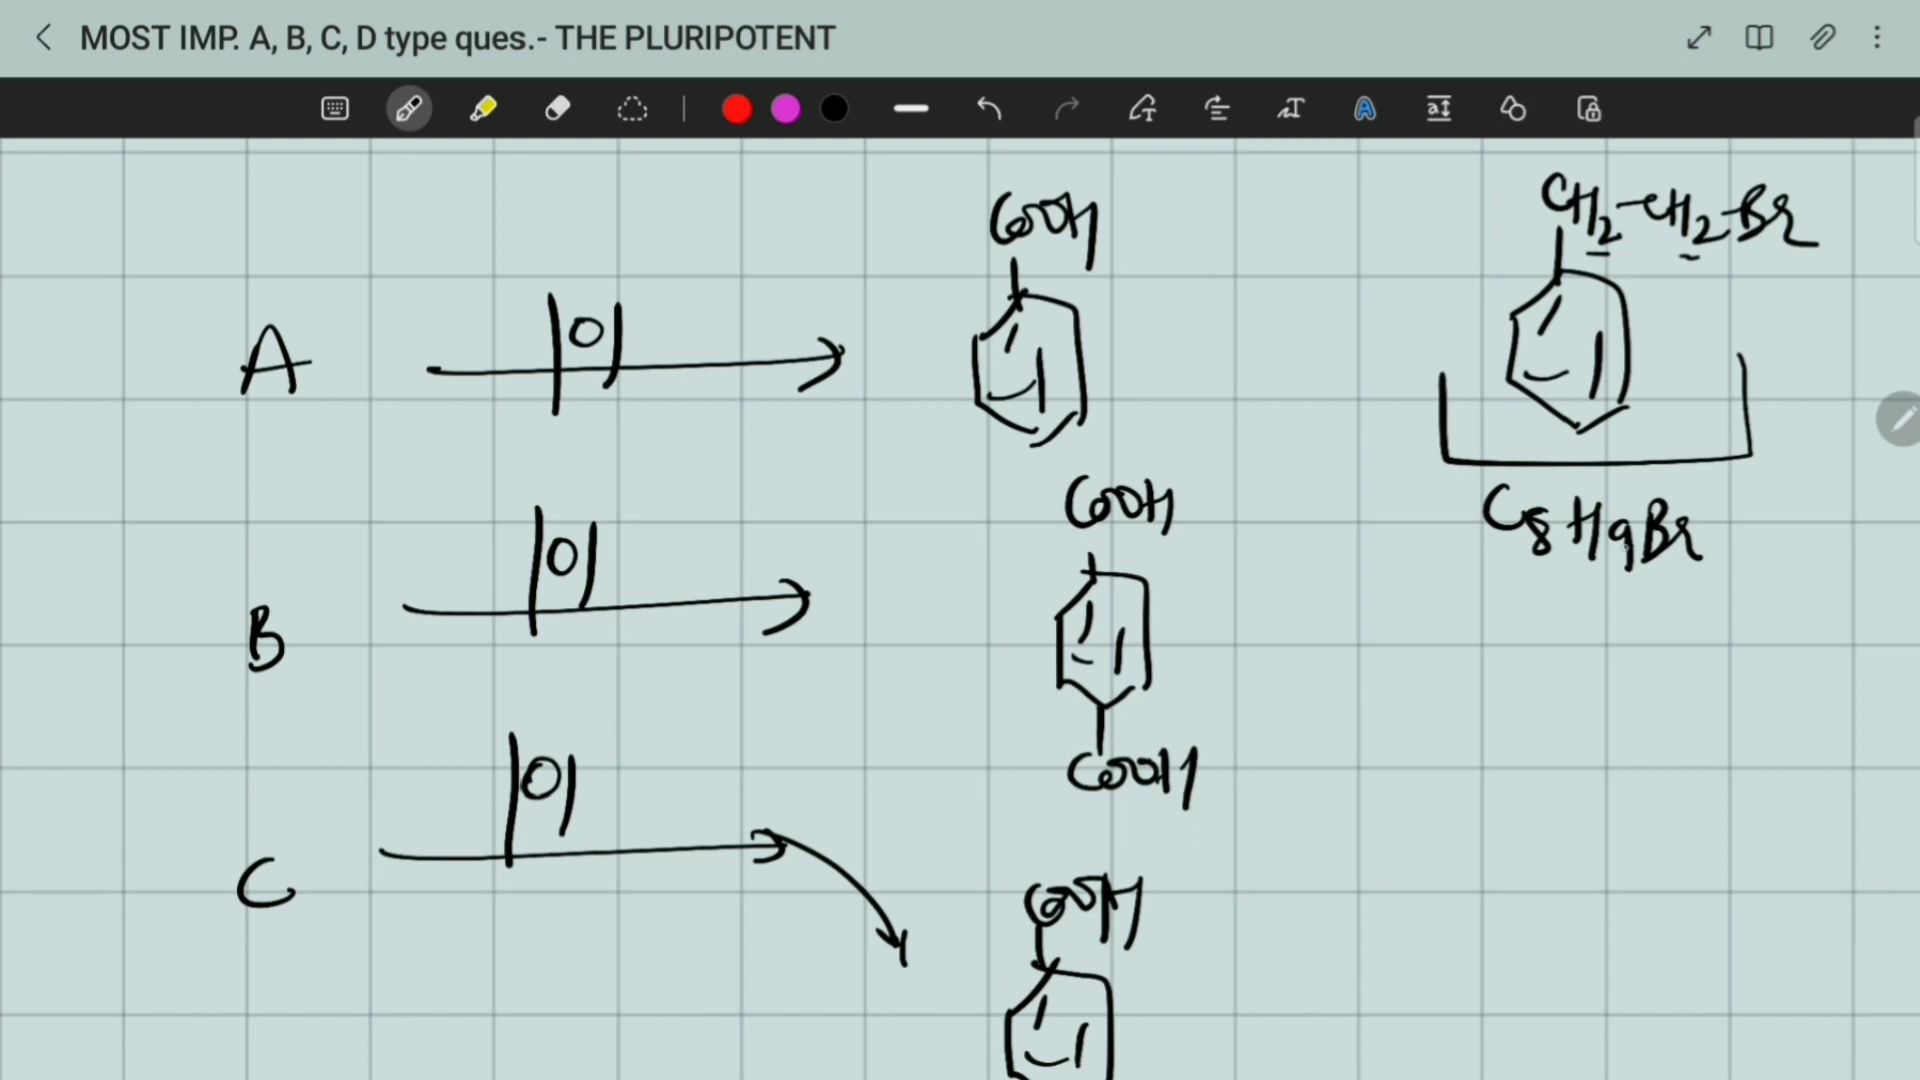 MOST IMP. A, B, C, D type ques.- THE PLURIPOTENT
COOH
CH2-CH2-Br
A
|O|
C8H9Br
COOH
B
|O|
COOH
C
|O|
COOH